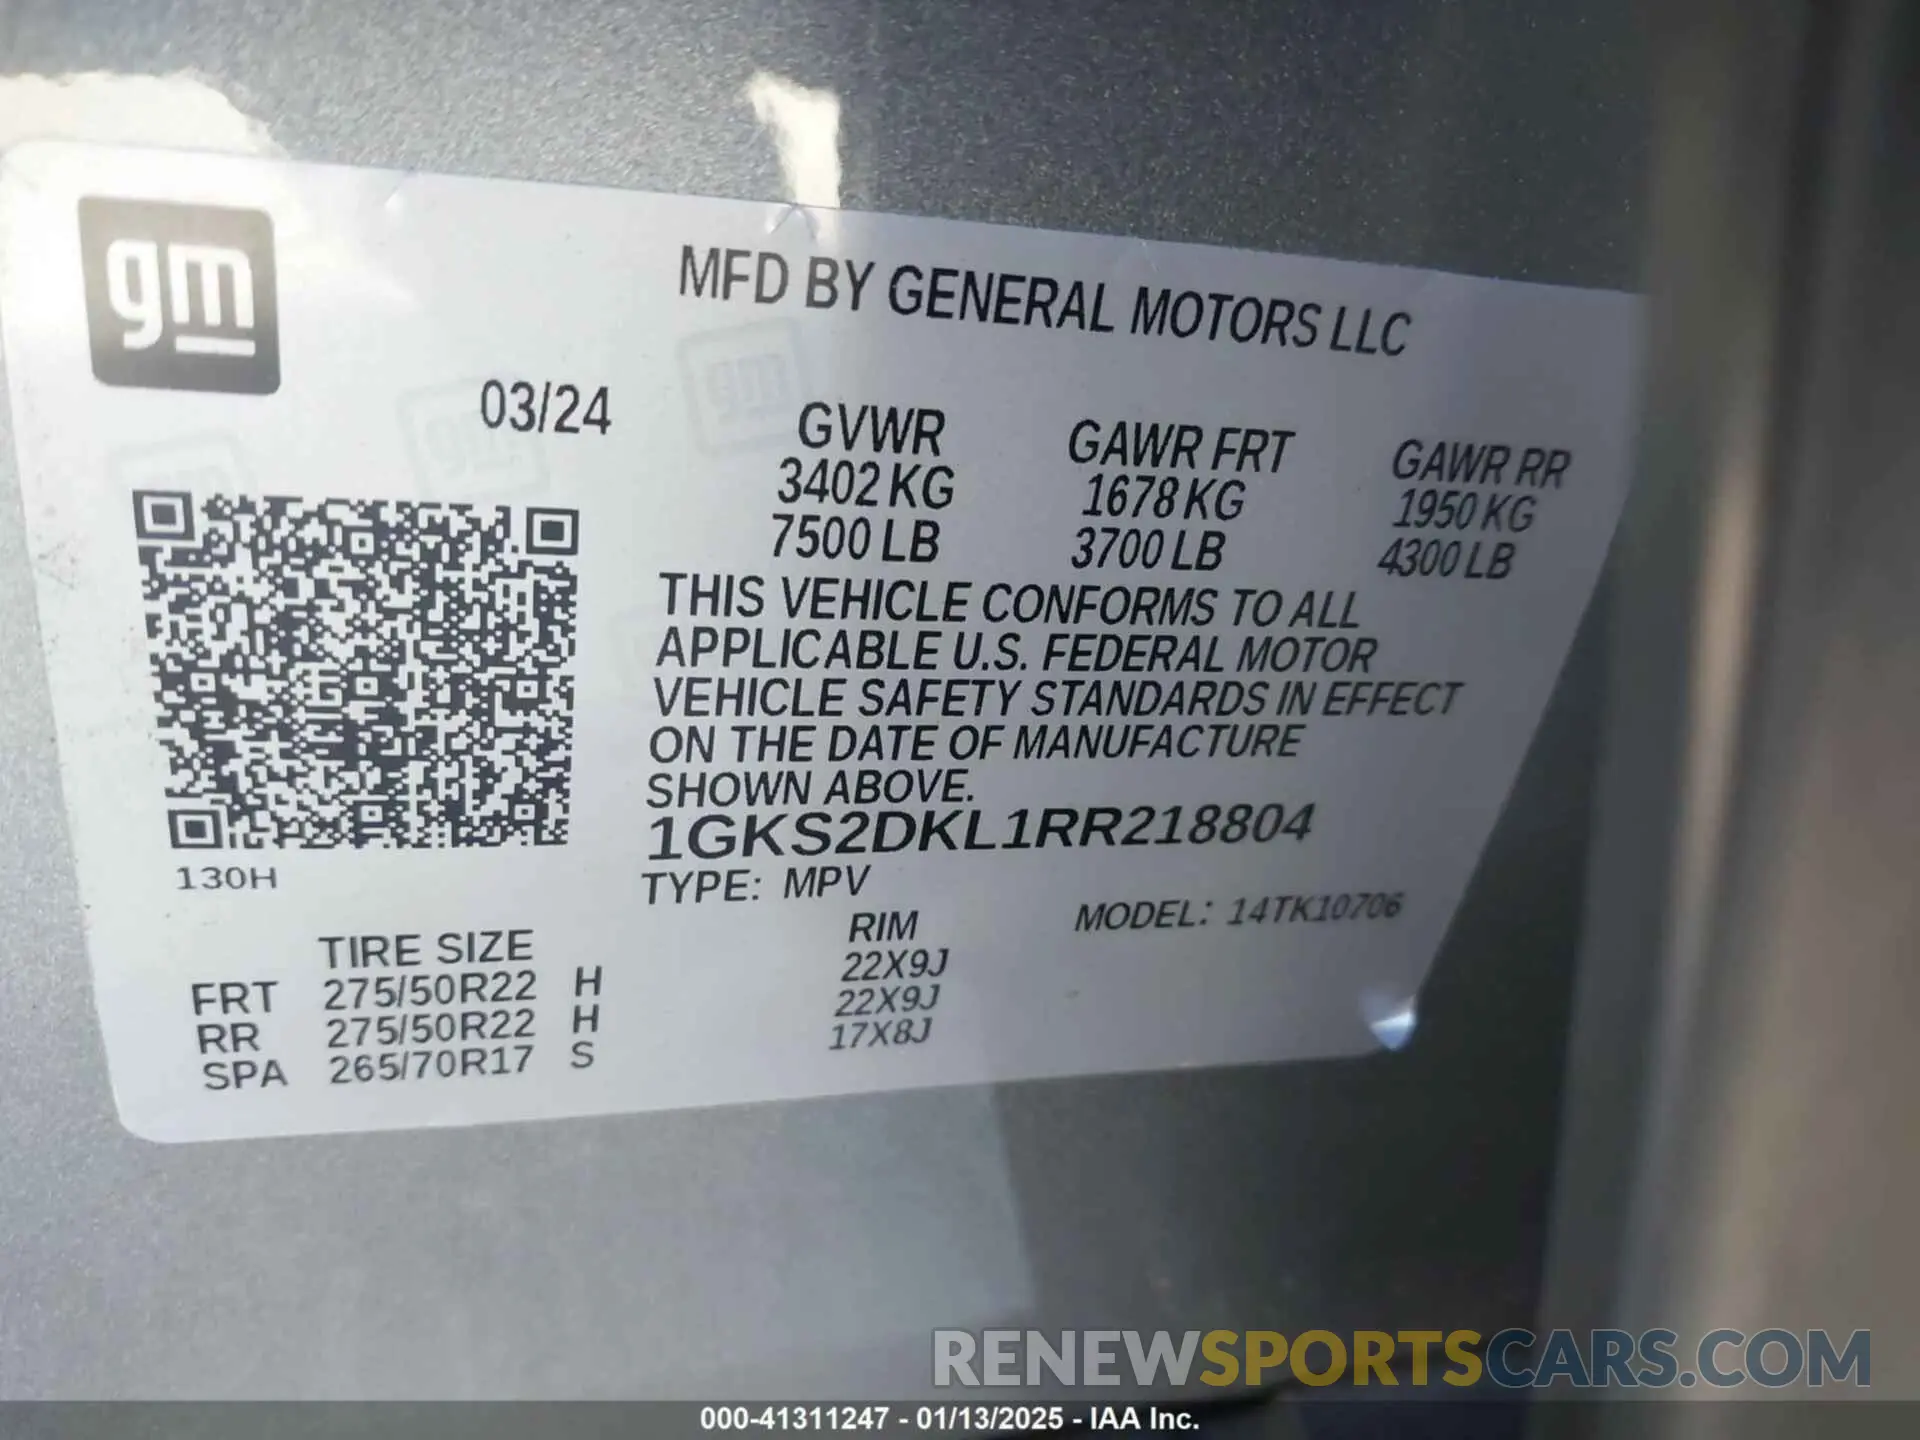 gm
MFD BY GENERAL MOTORS LLC
03/24
GVWR GAWR FRT GAWR RR
3402 KG 1678 KG 1950 KG
7500 LB 3700 LB 4300 LB
THIS VEHICLE CONFORMS TO ALL
APPLICABLE U.S. FEDERAL MOTOR
VEHICLE SAFETY STANDARDS IN EFFECT
ON THE DATE OF MANUFACTURE
SHOWN ABOVE.
1GKS2DKL1RR218804
130H
TYPE: MPV
MODEL: 14TK10706
TIRE SIZE RIM
FRT 275/50R22 H 22X9J
RR 275/50R22 H 22X9J
SPA 265/70R17 S 17X8J
RENEWSPORTSCARS.COM
000-41311247 - 01/13/2025 - IAA Inc.